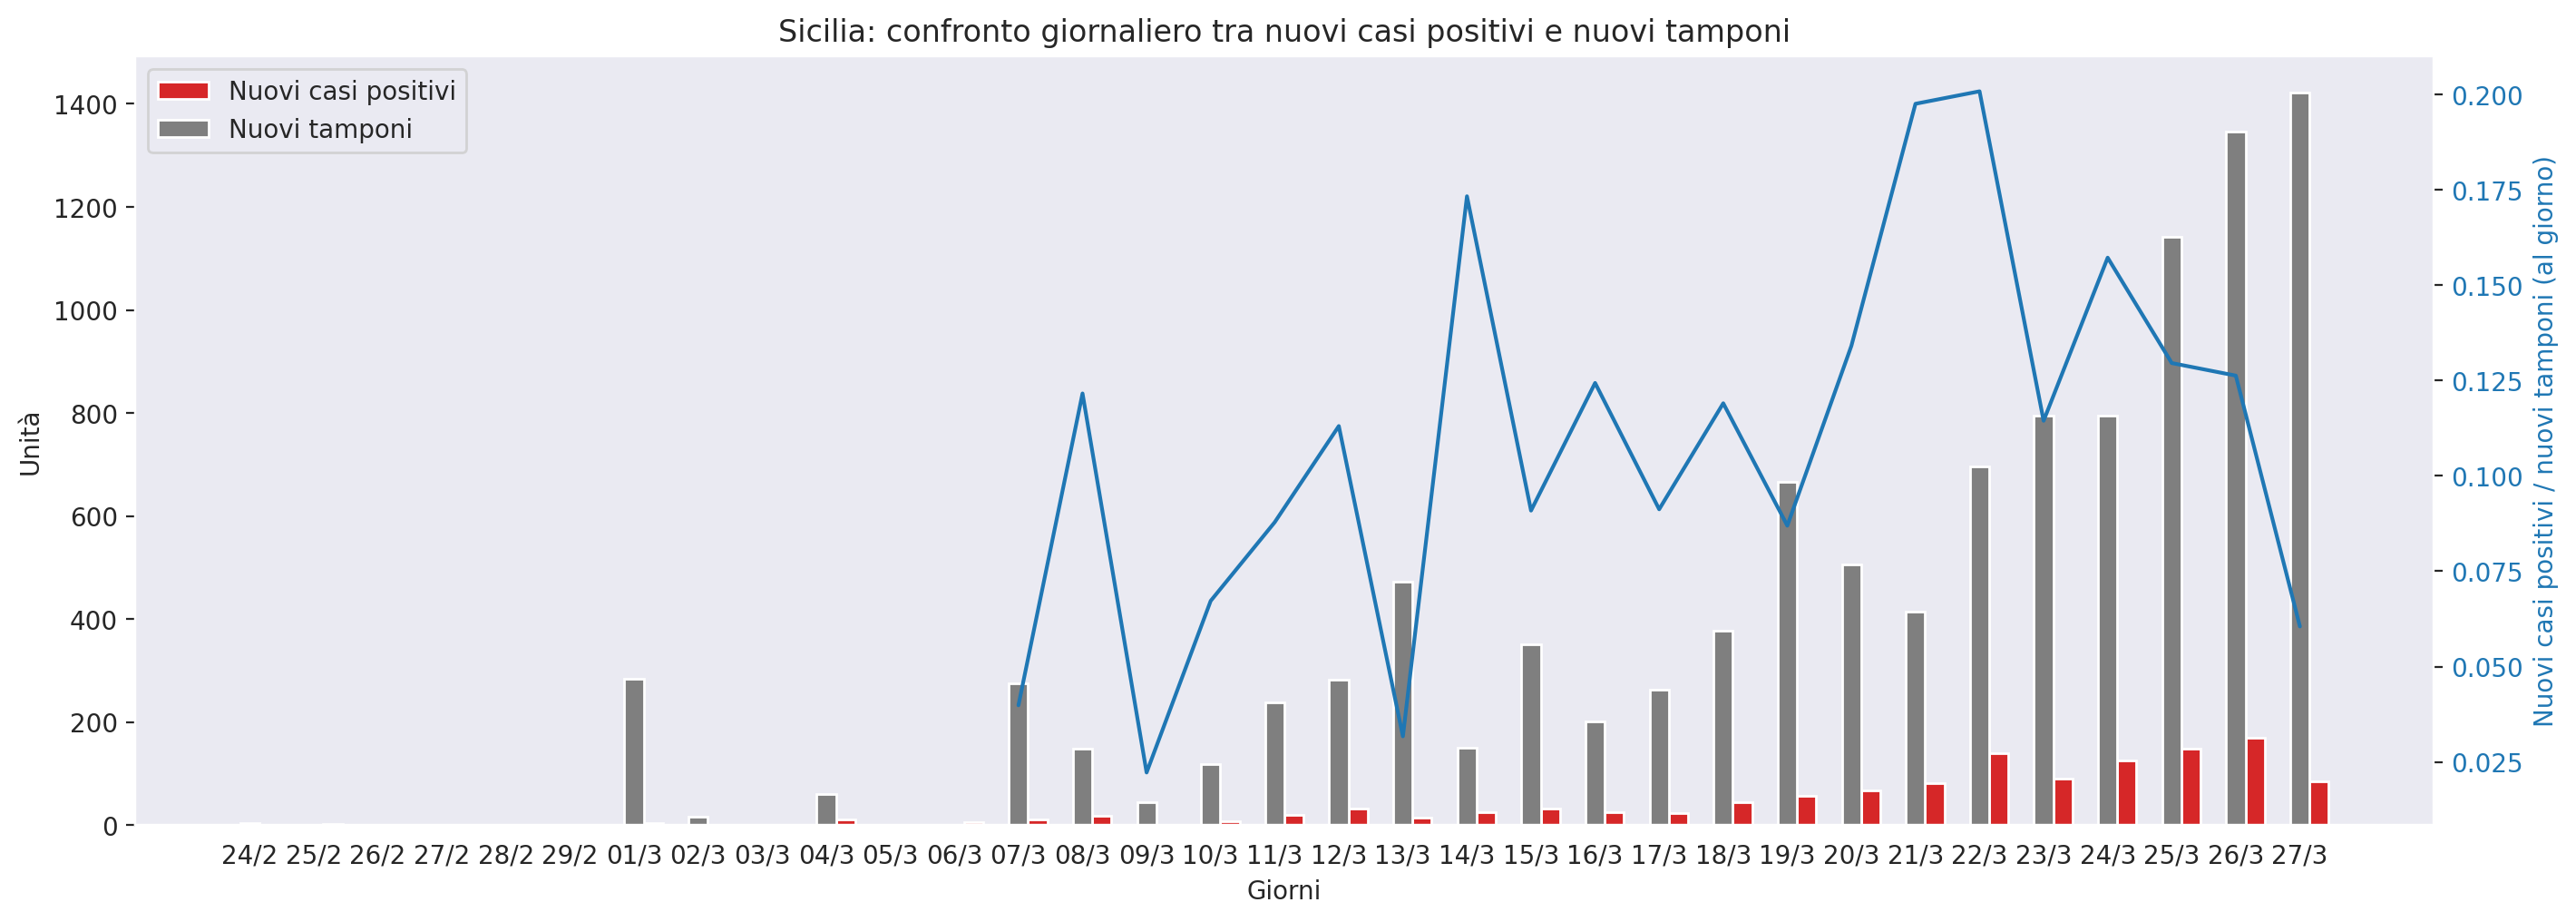 Sicilia: confronto giornaliero tra nuovi casi positivi e nuovi tamponi
Nuovi casi positivi
Nuovi tamponi
Unità
1400
1200
1000
800
600
400
200
0
0.200
0.175
0.150
0.125
0.100
0.075
0.050
0.025
Nuovi casi positivi / nuovi tamponi (al giorno)
24/2 25/2 26/2 27/2 28/2 29/2 01/3 02/3 03/3 04/3 05/3 06/3 07/3 08/3 09/3 10/3 11/3 12/3 13/3 14/3 15/3 16/3 17/3 18/3 19/3 20/3 21/3 22/3 23/3 24/3 25/3 26/3 27/3
Giorni